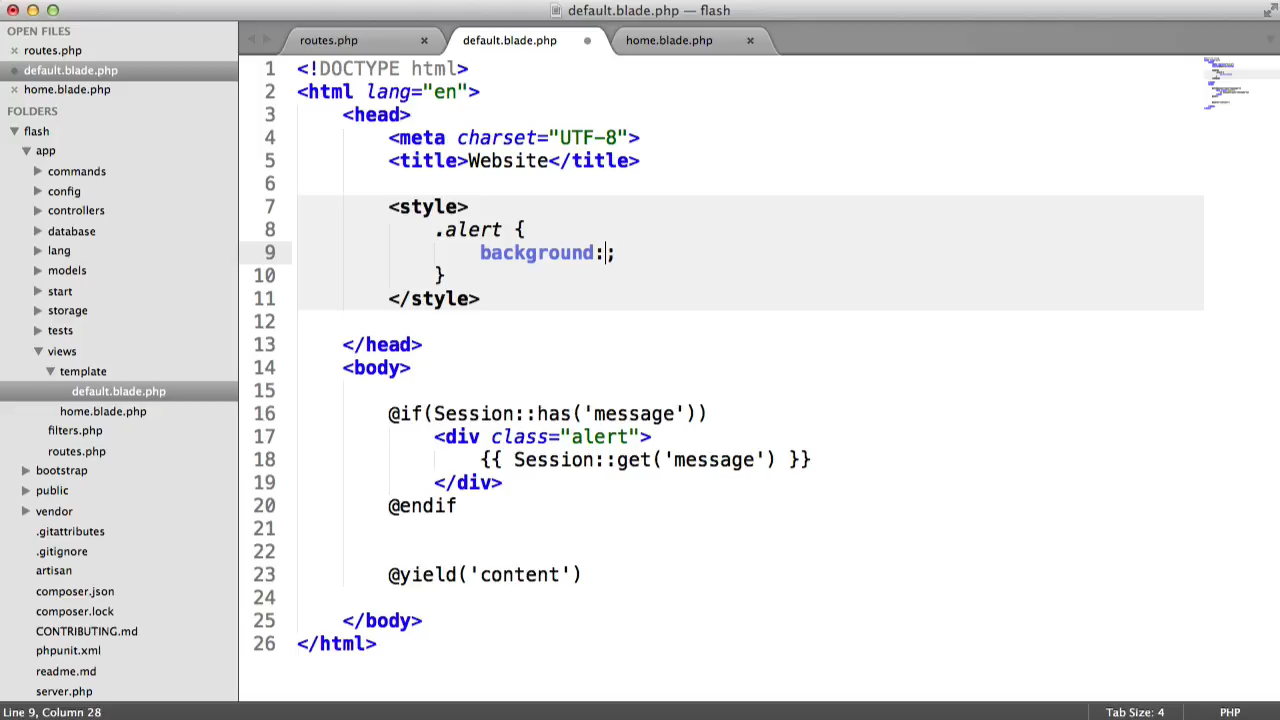 default.blade.php — flash
OPEN FILES
routes.php
default.blade.php
home.blade.php
FOLDERS
flash
app
commands
config
controllers
database
lang
models
start
storage
tests
views
template
default.blade.php
home.blade.php
filters.php
routes.php
bootstrap
public
vendor
.gitattributes
.gitignore
artisan
composer.json
composer.lock
CONTRIBUTING.md
phpunit.xml
readme.md
server.php
routes.php
default.blade.php
home.blade.php
1 <!DOCTYPE html>
2 <html lang="en">
3 <head>
4 <meta charset="UTF-8">
5 <title>Website</title>
6
7 <style>
8 .alert {
9 background:;
10 }
11 </style>
12
13 </head>
14 <body>
15
16 @if(Session::has('message'))
17 <div class="alert">
18 {{ Session::get('message') }}
19 </div>
20 @endif
21
22
23 @yield('content')
24
25 </body>
26 </html>
Line 9, Column 28
Tab Size: 4
PHP